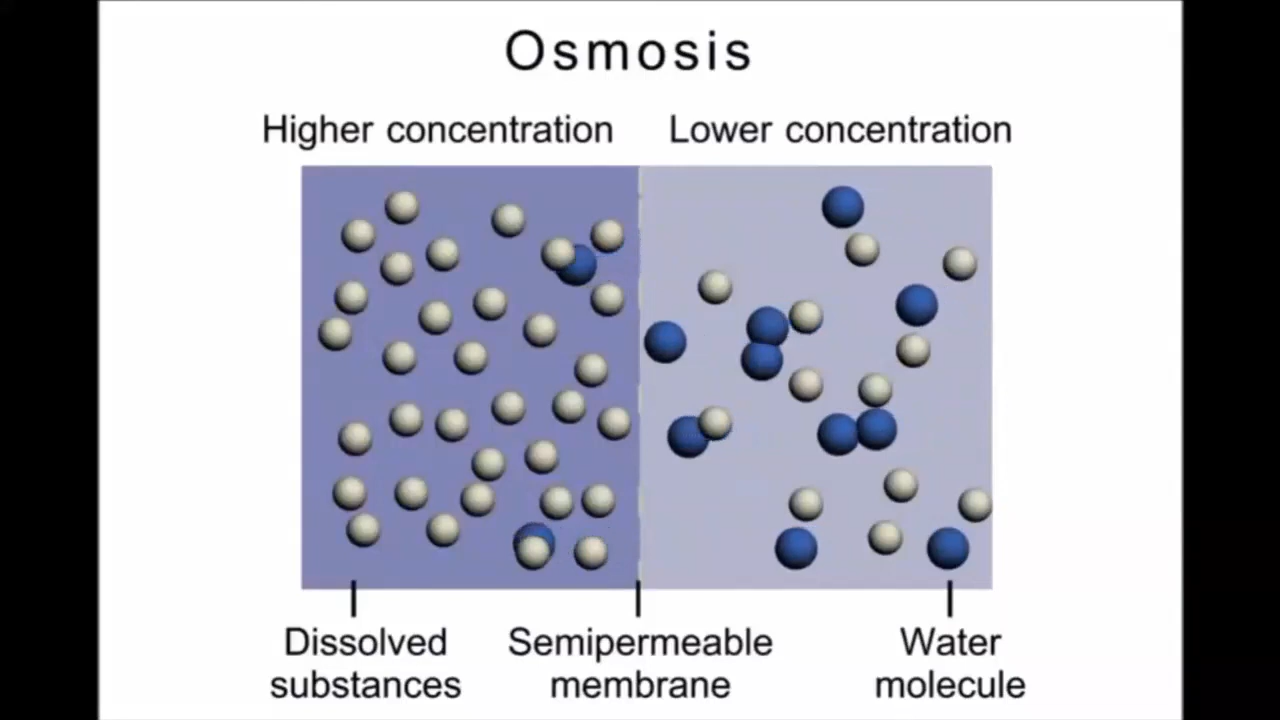 Osmosis
Higher concentration
Lower concentration
Dissolved
substances
Semipermeable
membrane
Water
molecule